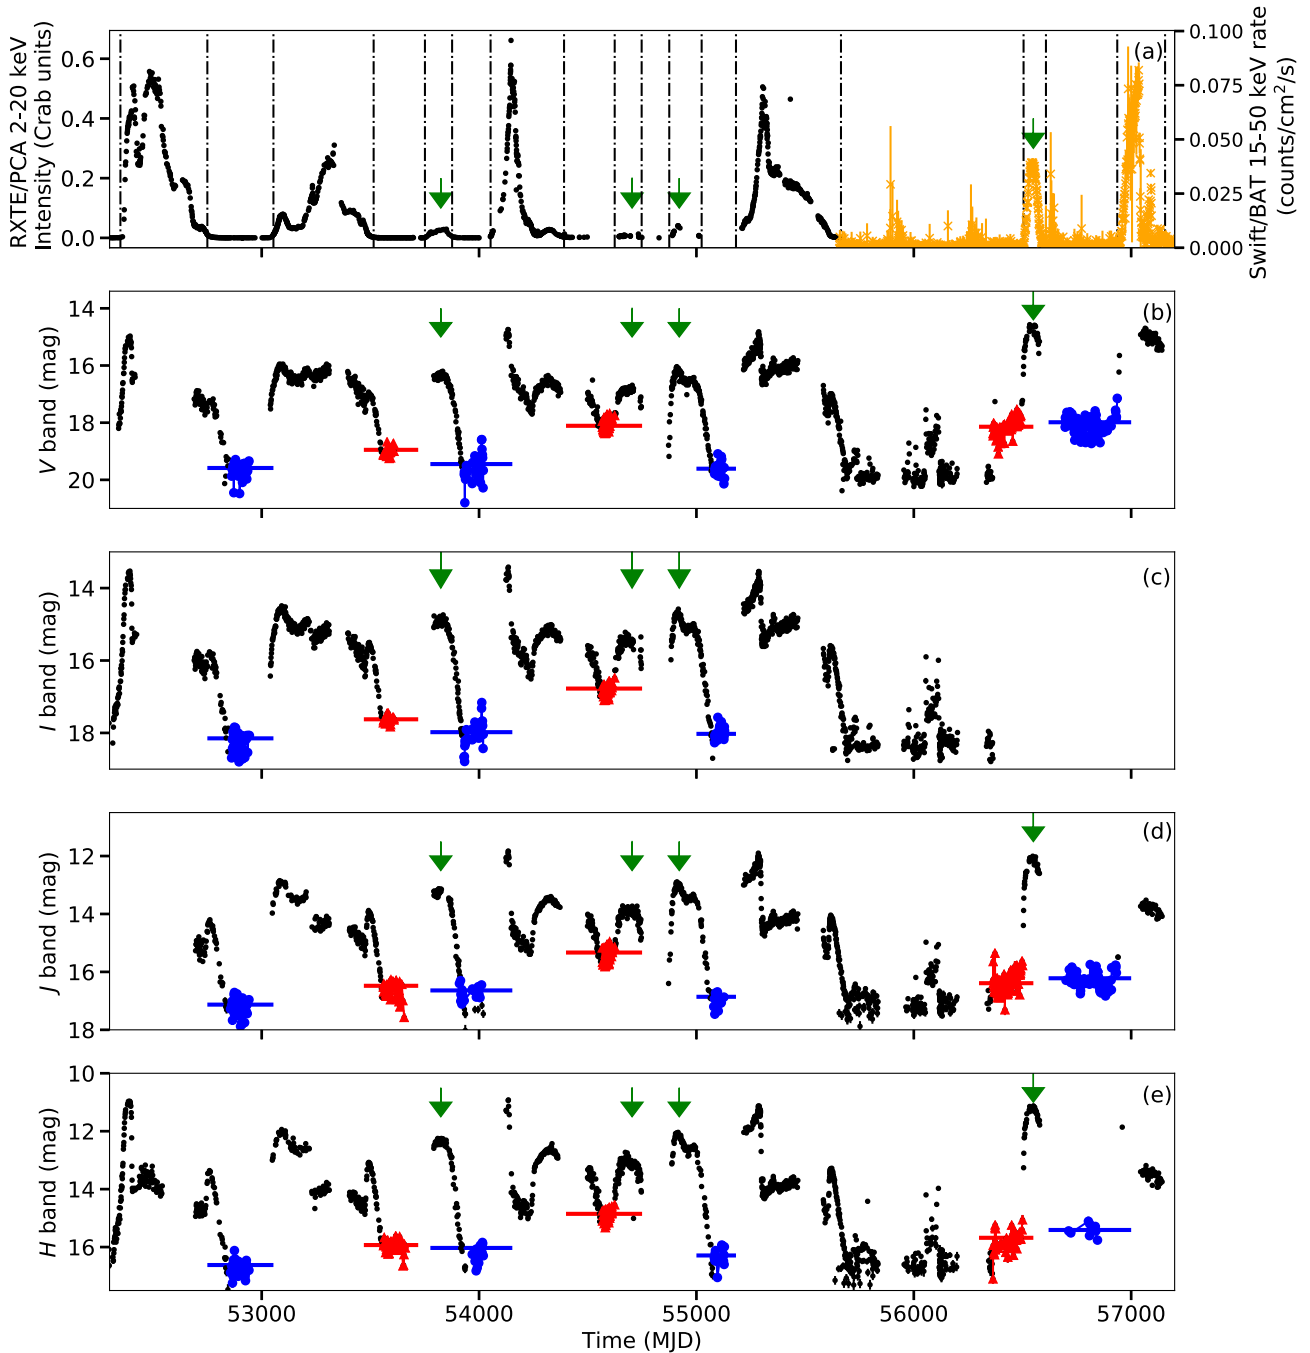 RXTE/PCA 2-20 keV
Intensity (Crab units)
0.6
0.4
0.2
0.0
(a)
0.100
0.075
0.050
0.025
0.000
Swift/BAT 15-50 keV rate
(counts/cm²/s)
V band (mag)
14
16
18
20
(b)
I band (mag)
14
16
18
(c)
J band (mag)
12
14
16
18
(d)
H band (mag)
10
12
14
16
(e)
53000 54000 55000 56000 57000
Time (MJD)